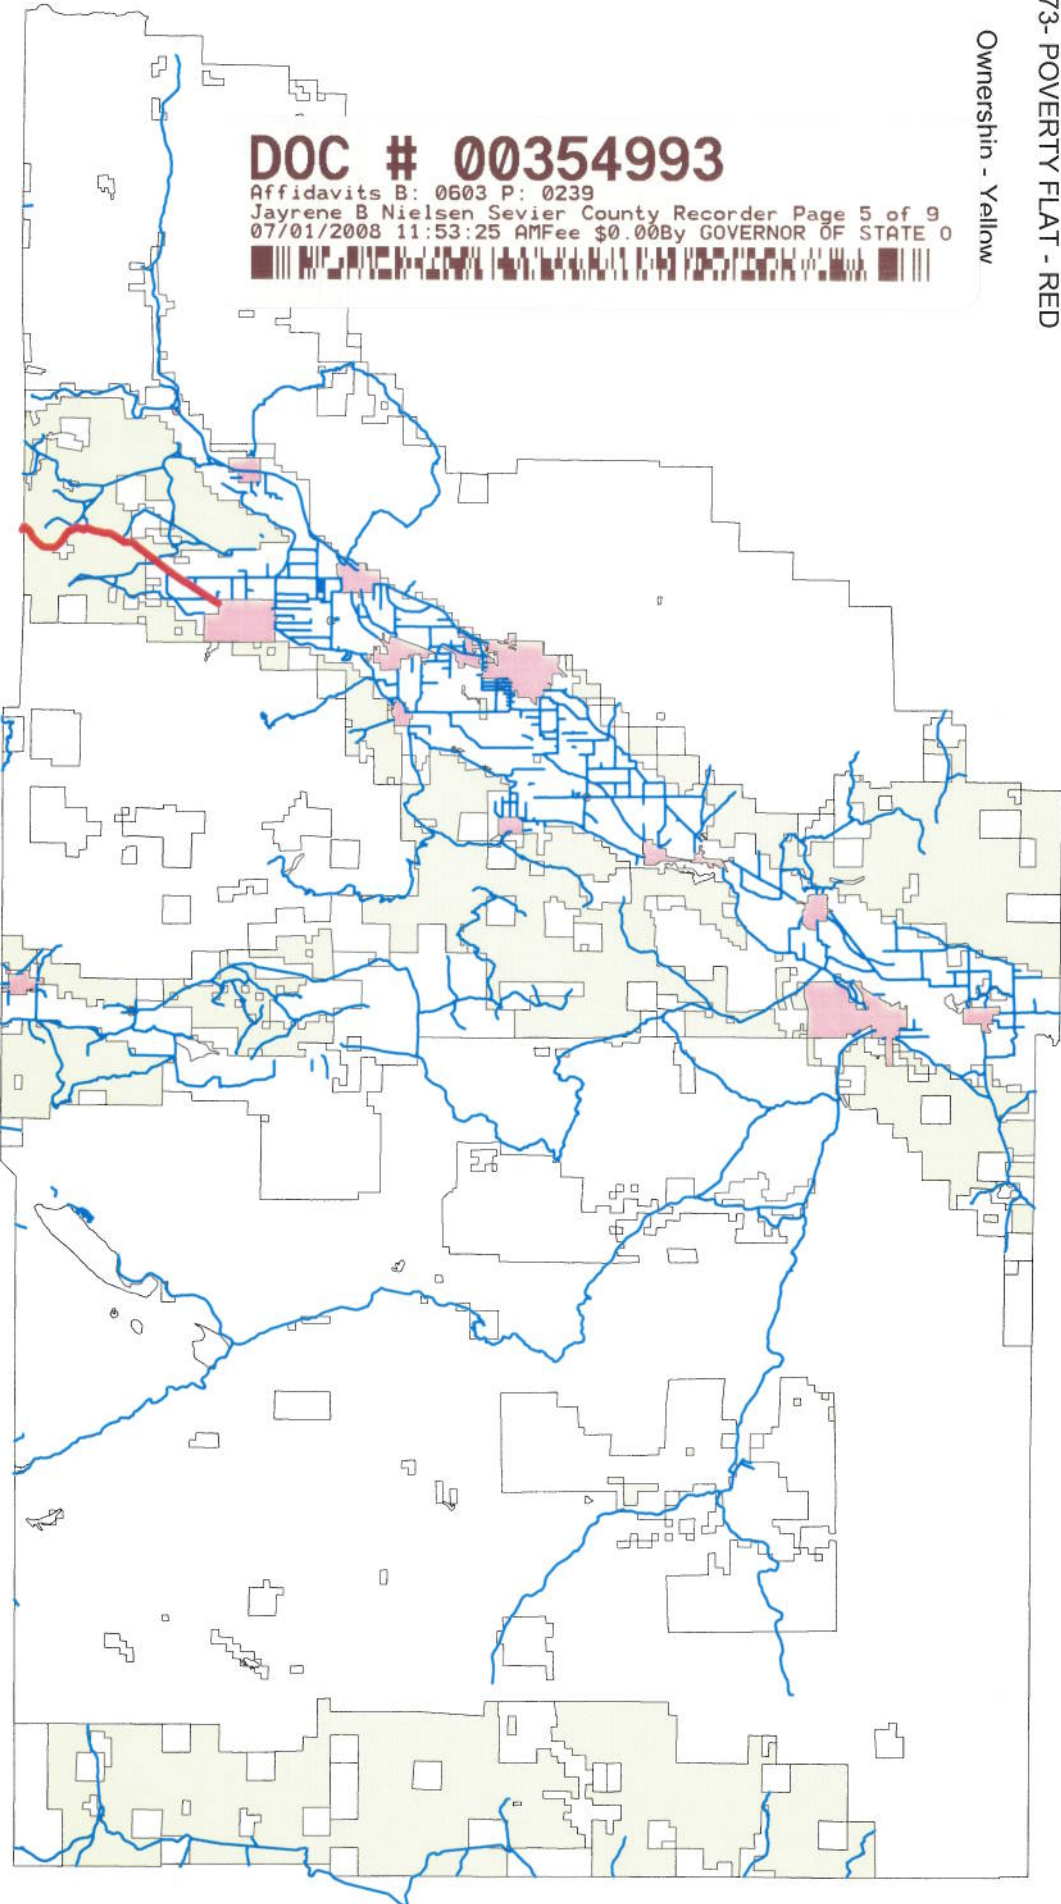 73- POVERTY FLAT - RED
Ownership - Yellow
DOC # 00354993
Affidavits B: 0603 P: 0239
Jayrene B Nielsen Sevier County Recorder Page 5 of 9
07/01/2008 11:53:25 AMFee $0.00By GOVERNOR OF STATE O